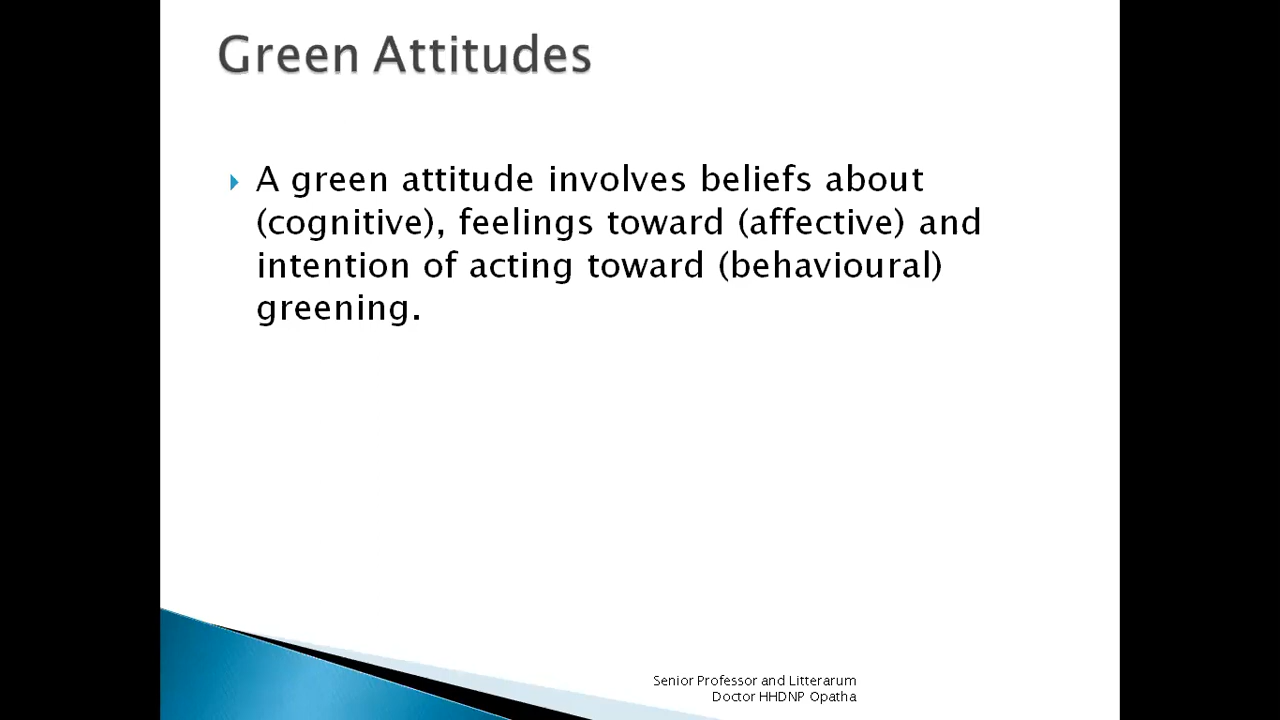 Green Attitudes
A green attitude involves beliefs about
(cognitive), feelings toward (affective) and
intention of acting toward (behavioural)
greening.
Senior Professor and Litterarum
Doctor HHDNP Opatha